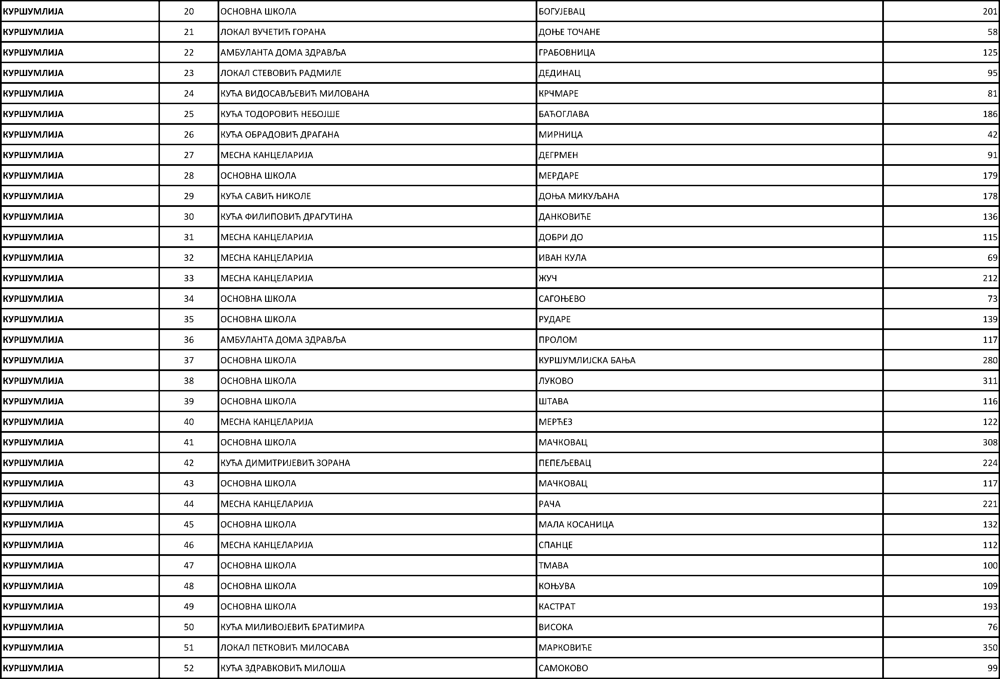 КУРШУМЛИЈА 20 ОСНОВНА ШКОЛА БОГУЈЕВАЦ 201
КУРШУМЛИЈА 21 ЛОКАЛ ВУЧЕТИЋ ГОРАНА ДОЊЕ ТОЧАНЕ 58
КУРШУМЛИЈА 22 АМБУЛАНТА ДОМА ЗДРАВЉА ГРАБОВНИЦА 125
КУРШУМЛИЈА 23 ЛОКАЛ СТЕВОВИЋ РАДМИЛЕ ДЕДИНАЦ 95
КУРШУМЛИЈА 24 КУЋА ВИДОСАВЉЕВИЋ МИЛОВАНА КРЧМАРЕ 81
КУРШУМЛИЈА 25 КУЋА ТОДОРОВИЋ НЕБОЈШЕ БАЋОГЛАВА 186
КУРШУМЛИЈА 26 КУЋА ОБРАДОВИЋ ДРАГАНА МИРНИЦА 42
КУРШУМЛИЈА 27 МЕСНА КАНЦЕЛАРИЈА ДЕГРМЕН 91
КУРШУМЛИЈА 28 ОСНОВНА ШКОЛА МЕРДАРЕ 179
КУРШУМЛИЈА 29 КУЋА САВИЋ НИКОЛЕ ДОЊА МИКУЉАНА 178
КУРШУМЛИЈА 30 КУЋА ФИЛИПОВИЋ ДРАГУТИНА ДАНКОВИЋЕ 136
КУРШУМЛИЈА 31 МЕСНА КАНЦЕЛАРИЈА ДОБРИ ДО 115
КУРШУМЛИЈА 32 МЕСНА КАНЦЕЛАРИЈА ИВАН КУЛА 69
КУРШУМЛИЈА 33 МЕСНА КАНЦЕЛАРИЈА ЖУЧ 212
КУРШУМЛИЈА 34 ОСНОВНА ШКОЛА САГОЊЕВО 73
КУРШУМЛИЈА 35 ОСНОВНА ШКОЛА РУДАРЕ 139
КУРШУМЛИЈА 36 АМБУЛАНТА ДОМА ЗДРАВЉА ПРОЛОМ 117
КУРШУМЛИЈА 37 ОСНОВНА ШКОЛА КУРШУМЛИЈСКА БАЊА 280
КУРШУМЛИЈА 38 ОСНОВНА ШКОЛА ЛУКОВО 311
КУРШУМЛИЈА 39 ОСНОВНА ШКОЛА ШТАВА 116
КУРШУМЛИЈА 40 МЕСНА КАНЦЕЛАРИЈА МЕРЋЕЗ 122
КУРШУМЛИЈА 41 ОСНОВНА ШКОЛА МАЧКОВАЦ 308
КУРШУМЛИЈА 42 КУЋА ДИМИТРИЈЕВИЋ ЗОРАНА ПЕПЕЉЕВАЦ 224
КУРШУМЛИЈА 43 ОСНОВНА ШКОЛА МАЧКОВАЦ 117
КУРШУМЛИЈА 44 МЕСНА КАНЦЕЛАРИЈА РАЧА 221
КУРШУМЛИЈА 45 ОСНОВНА ШКОЛА МАЛА КОСАНИЦА 132
КУРШУМЛИЈА 46 МЕСНА КАНЦЕЛАРИЈА СПАНЦЕ 112
КУРШУМЛИЈА 47 ОСНОВНА ШКОЛА ТМАВА 100
КУРШУМЛИЈА 48 ОСНОВНА ШКОЛА КОЊУВА 109
КУРШУМЛИЈА 49 ОСНОВНА ШКОЛА КАСТРАТ 193
КУРШУМЛИЈА 50 КУЋА МИЛИВОЈЕВИЋ БРАТИМИРА ВИСОКА 76
КУРШУМЛИЈА 51 ЛОКАЛ ПЕТКОВИЋ МИЛОСАВА МАРКОВИЋЕ 350
КУРШУМЛИЈА 52 КУЋА ЗДРАВКОВИЋ МИЛОША САМОКОВО 99